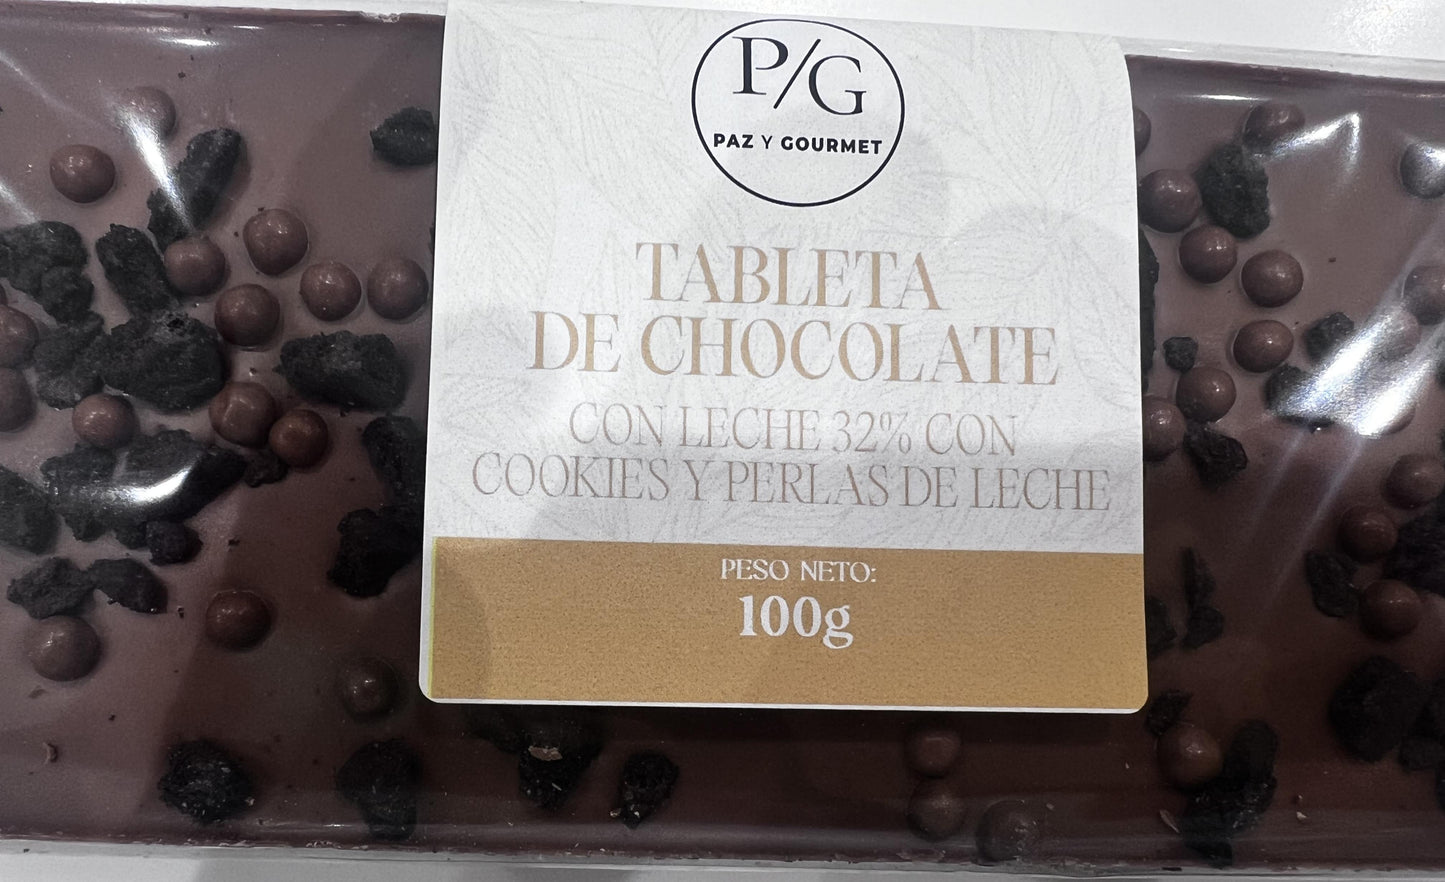 P/G
PAZ Y GOURMET
TABLETA
DE CHOCOLATE
CON LECHE 32% CON
COOKIES Y PERLAS DE LECHE
PESO NETO:
100g